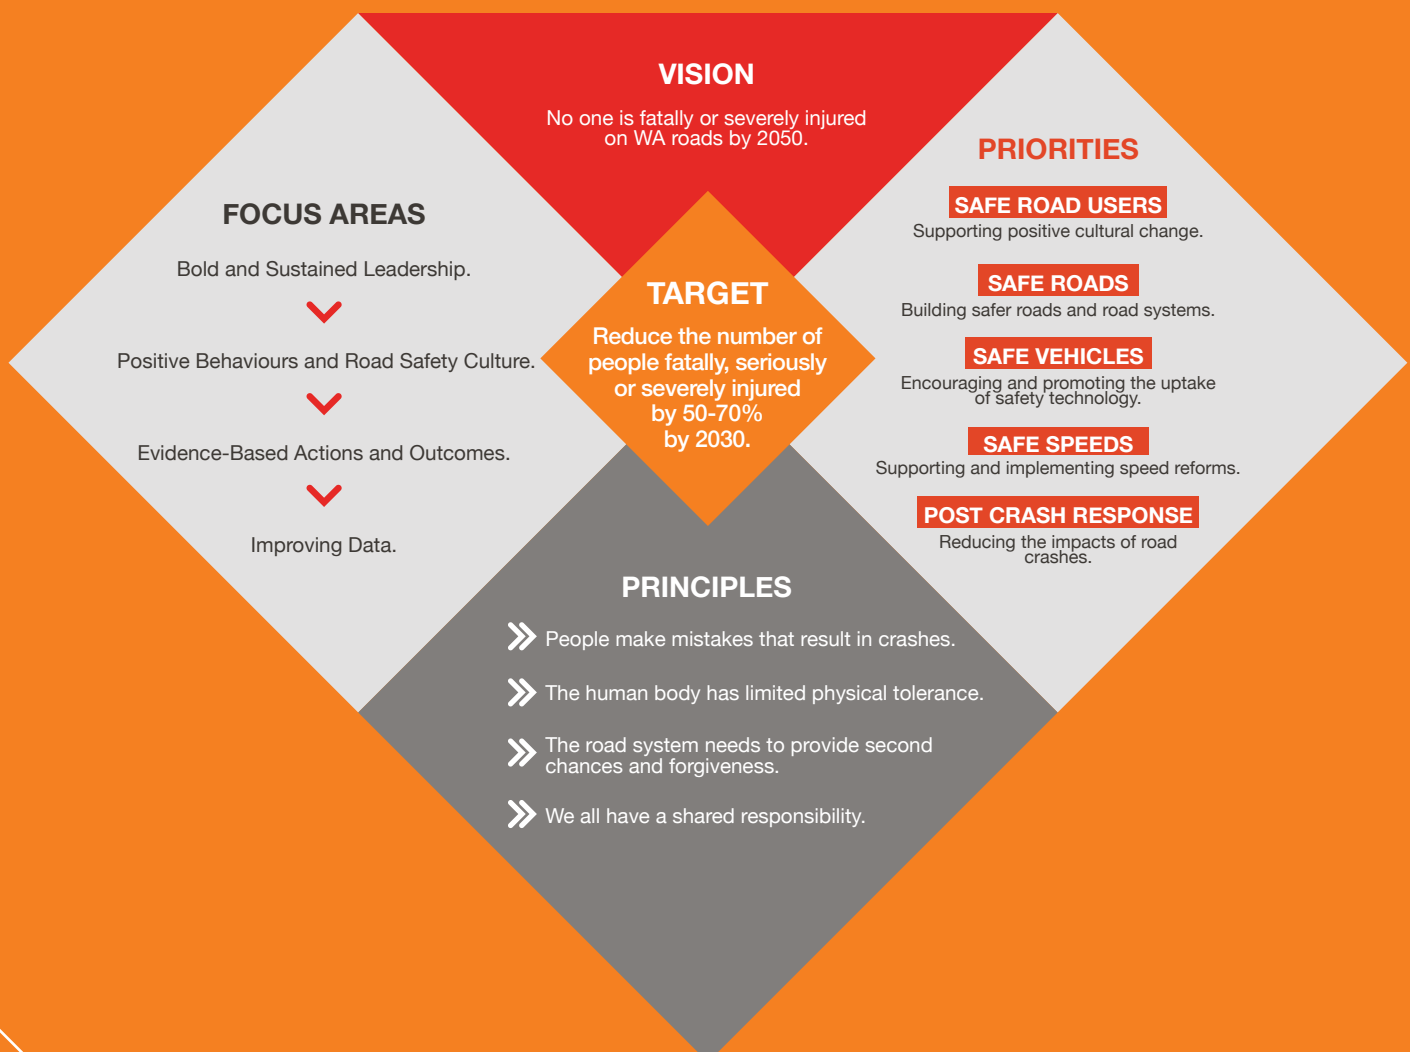 VISION
No one is fatally or severely injured
on WA roads by 2050.
FOCUS AREAS
Bold and Sustained Leadership.
Positive Behaviours and Road Safety Culture.
Evidence-Based Actions and Outcomes.
Improving Data.
TARGET
Reduce the number of
people fatally, seriously
or severely injured
by 50-70%
by 2030.
PRIORITIES
SAFE ROAD USERS
Supporting positive cultural change.
SAFE ROADS
Building safer roads and road systems.
SAFE VEHICLES
Encouraging and promoting the uptake
of safety technology.
SAFE SPEEDS
Supporting and implementing speed reforms.
POST CRASH RESPONSE
Reducing the impacts of road
crashes.
PRINCIPLES
People make mistakes that result in crashes.
The human body has limited physical tolerance.
The road system needs to provide second
chances and forgiveness.
We all have a shared responsibility.